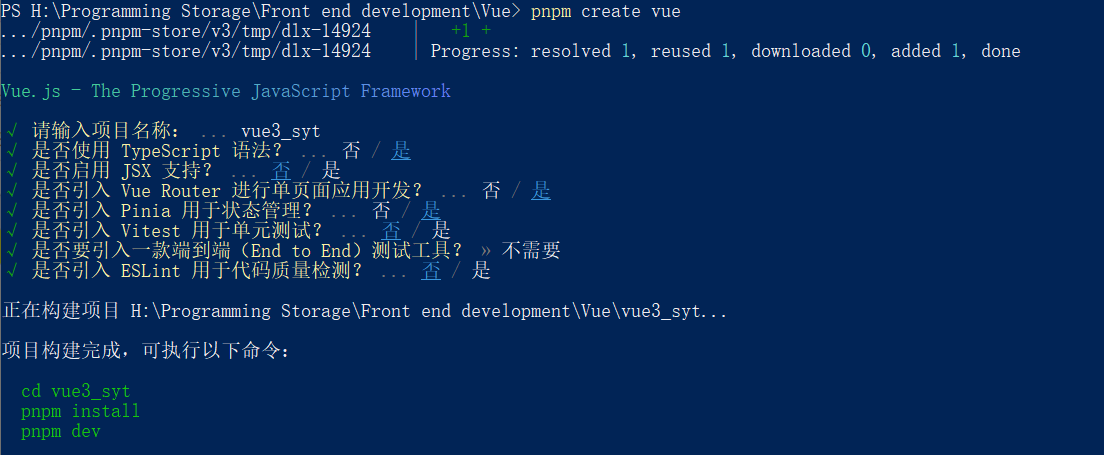 PS H:\Programming Storage\Front end development\Vue> pnpm create vue
.../pnpm/.pnpm-store/v3/tmp/dlx-14924 | +1 +
.../pnpm/.pnpm-store/v3/tmp/dlx-14924 | Progress: resolved 1, reused 1, downloaded 0, added 1, done
Vue.js - The Progressive JavaScript Framework
√ 请输入项目名称： ... vue3_syt
√ 是否使用 TypeScript 语法？ ... 否 / 是
√ 是否启用 JSX 支持？ ... 否 / 是
√ 是否引入 Vue Router 进行单页面应用开发？ ... 否 / 是
√ 是否引入 Pinia 用于状态管理？ ... 否 / 是
√ 是否引入 Vitest 用于单元测试？ ... 否 / 是
√ 是否要引入一款端到端（End to End）测试工具？ » 不需要
√ 是否引入 ESLint 用于代码质量检测？ ... 否 / 是
正在构建项目 H:\Programming Storage\Front end development\Vue\vue3_syt...
项目构建完成，可执行以下命令：
cd vue3_syt
pnpm install
pnpm dev